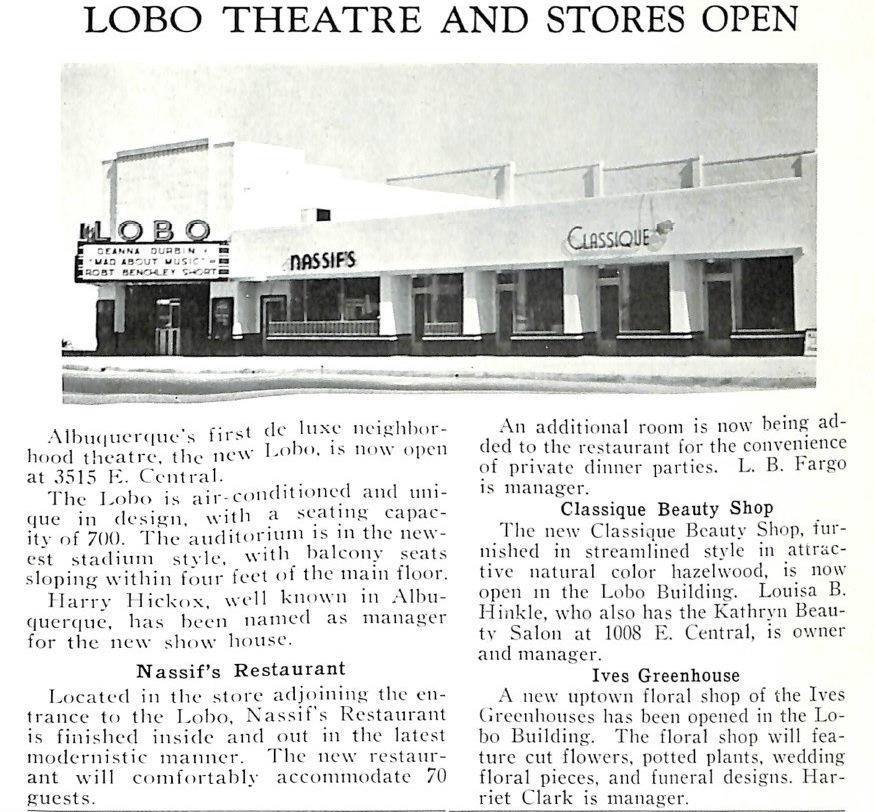 LOBO THEATRE AND STORES OPEN
LOBO
DEANNA DURBIN
"MAD ABOUT MUSIC"
ROBT BENCHLEY SHORT
NASSIF'S
CLASSIQUE
Albuquerque's first de luxe neighbor-
hood theatre, the new Lobo, is now open
at 3515 E. Central.
The Lobo is air-conditioned and uni-
que in design, with a seating capac-
ity of 700. The auditorium is in the new-
est stadium style, with balcony seats
sloping within four feet of the main floor.
Harry Hickox, well known in Albu-
querque, has been named as manager
for the new show house.
Nassif's Restaurant
Located in the store adjoining the en-
trance to the Lobo, Nassif's Restaurant
is finished inside and out in the latest
modernistic manner. The new restaur-
ant will comfortably accommodate 70
guests.
An additional room is now being ad-
ded to the restaurant for the convenience
of private dinner parties. L. B. Fargo
is manager.
Classique Beauty Shop
The new Classique Beauty Shop, fur-
nished in streamlined style in attrac-
tive natural color hazelwood, is now
open in the Lobo Building. Louisa B.
Hinkle, who also has the Kathryn Beau-
ty Salon at 1008 E. Central, is owner
and manager.
Ives Greenhouse
A new uptown floral shop of the Ives
Greenhouses has been opened in the Lo-
bo Building. The floral shop will fea-
ture cut flowers, potted plants, wedding
floral pieces, and funeral designs. Har-
riet Clark is manager.